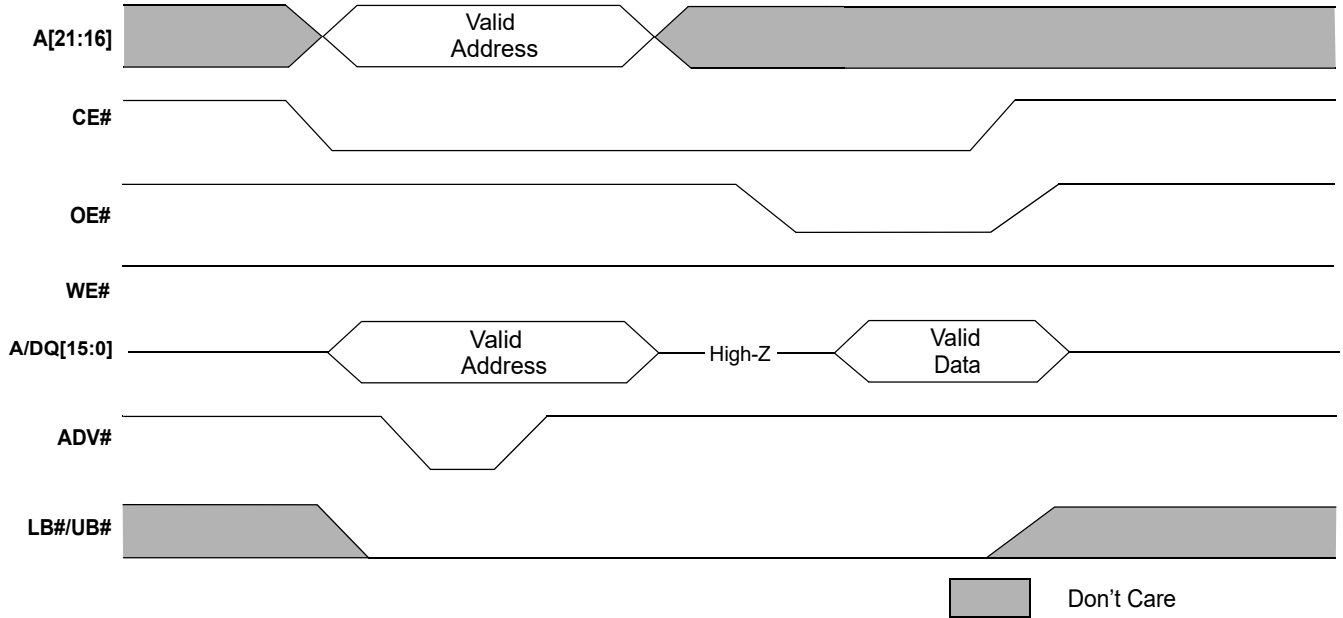 A[21:16]
Valid
Address
CE#
OE#
WE#
A/DQ[15:0]
Valid
Address
High-Z
Valid
Data
ADV#
LB#/UB#
Don’t Care